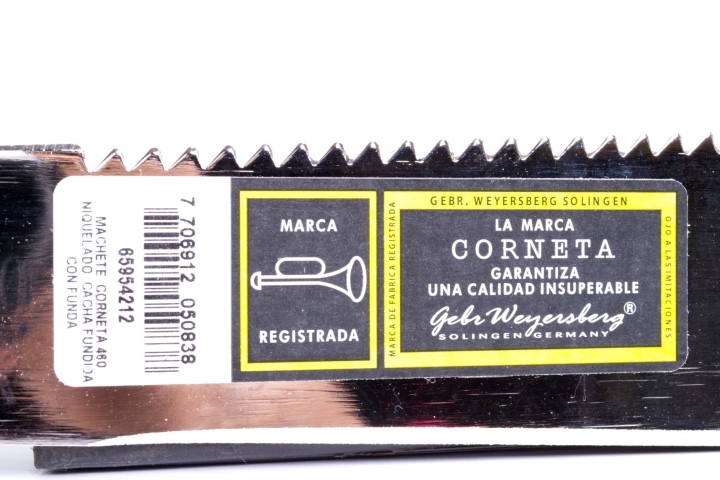 MACHETE CORNETA 460
NIQUELADO CACHA FUNDIDA
CON FUNDA
65954212
7 706912 050838
MARCA
REGISTRADA
MARCA DE FABRICA REGISTRADA
GEBR. WEYERSBERG SOLINGEN
LA MARCA
CORNETA
GARANTIZA
UNA CALIDAD INSUPERABLE
Gebr Weyersberg®
SOLINGEN-GERMANY
OJO A LAS IMITACIONES